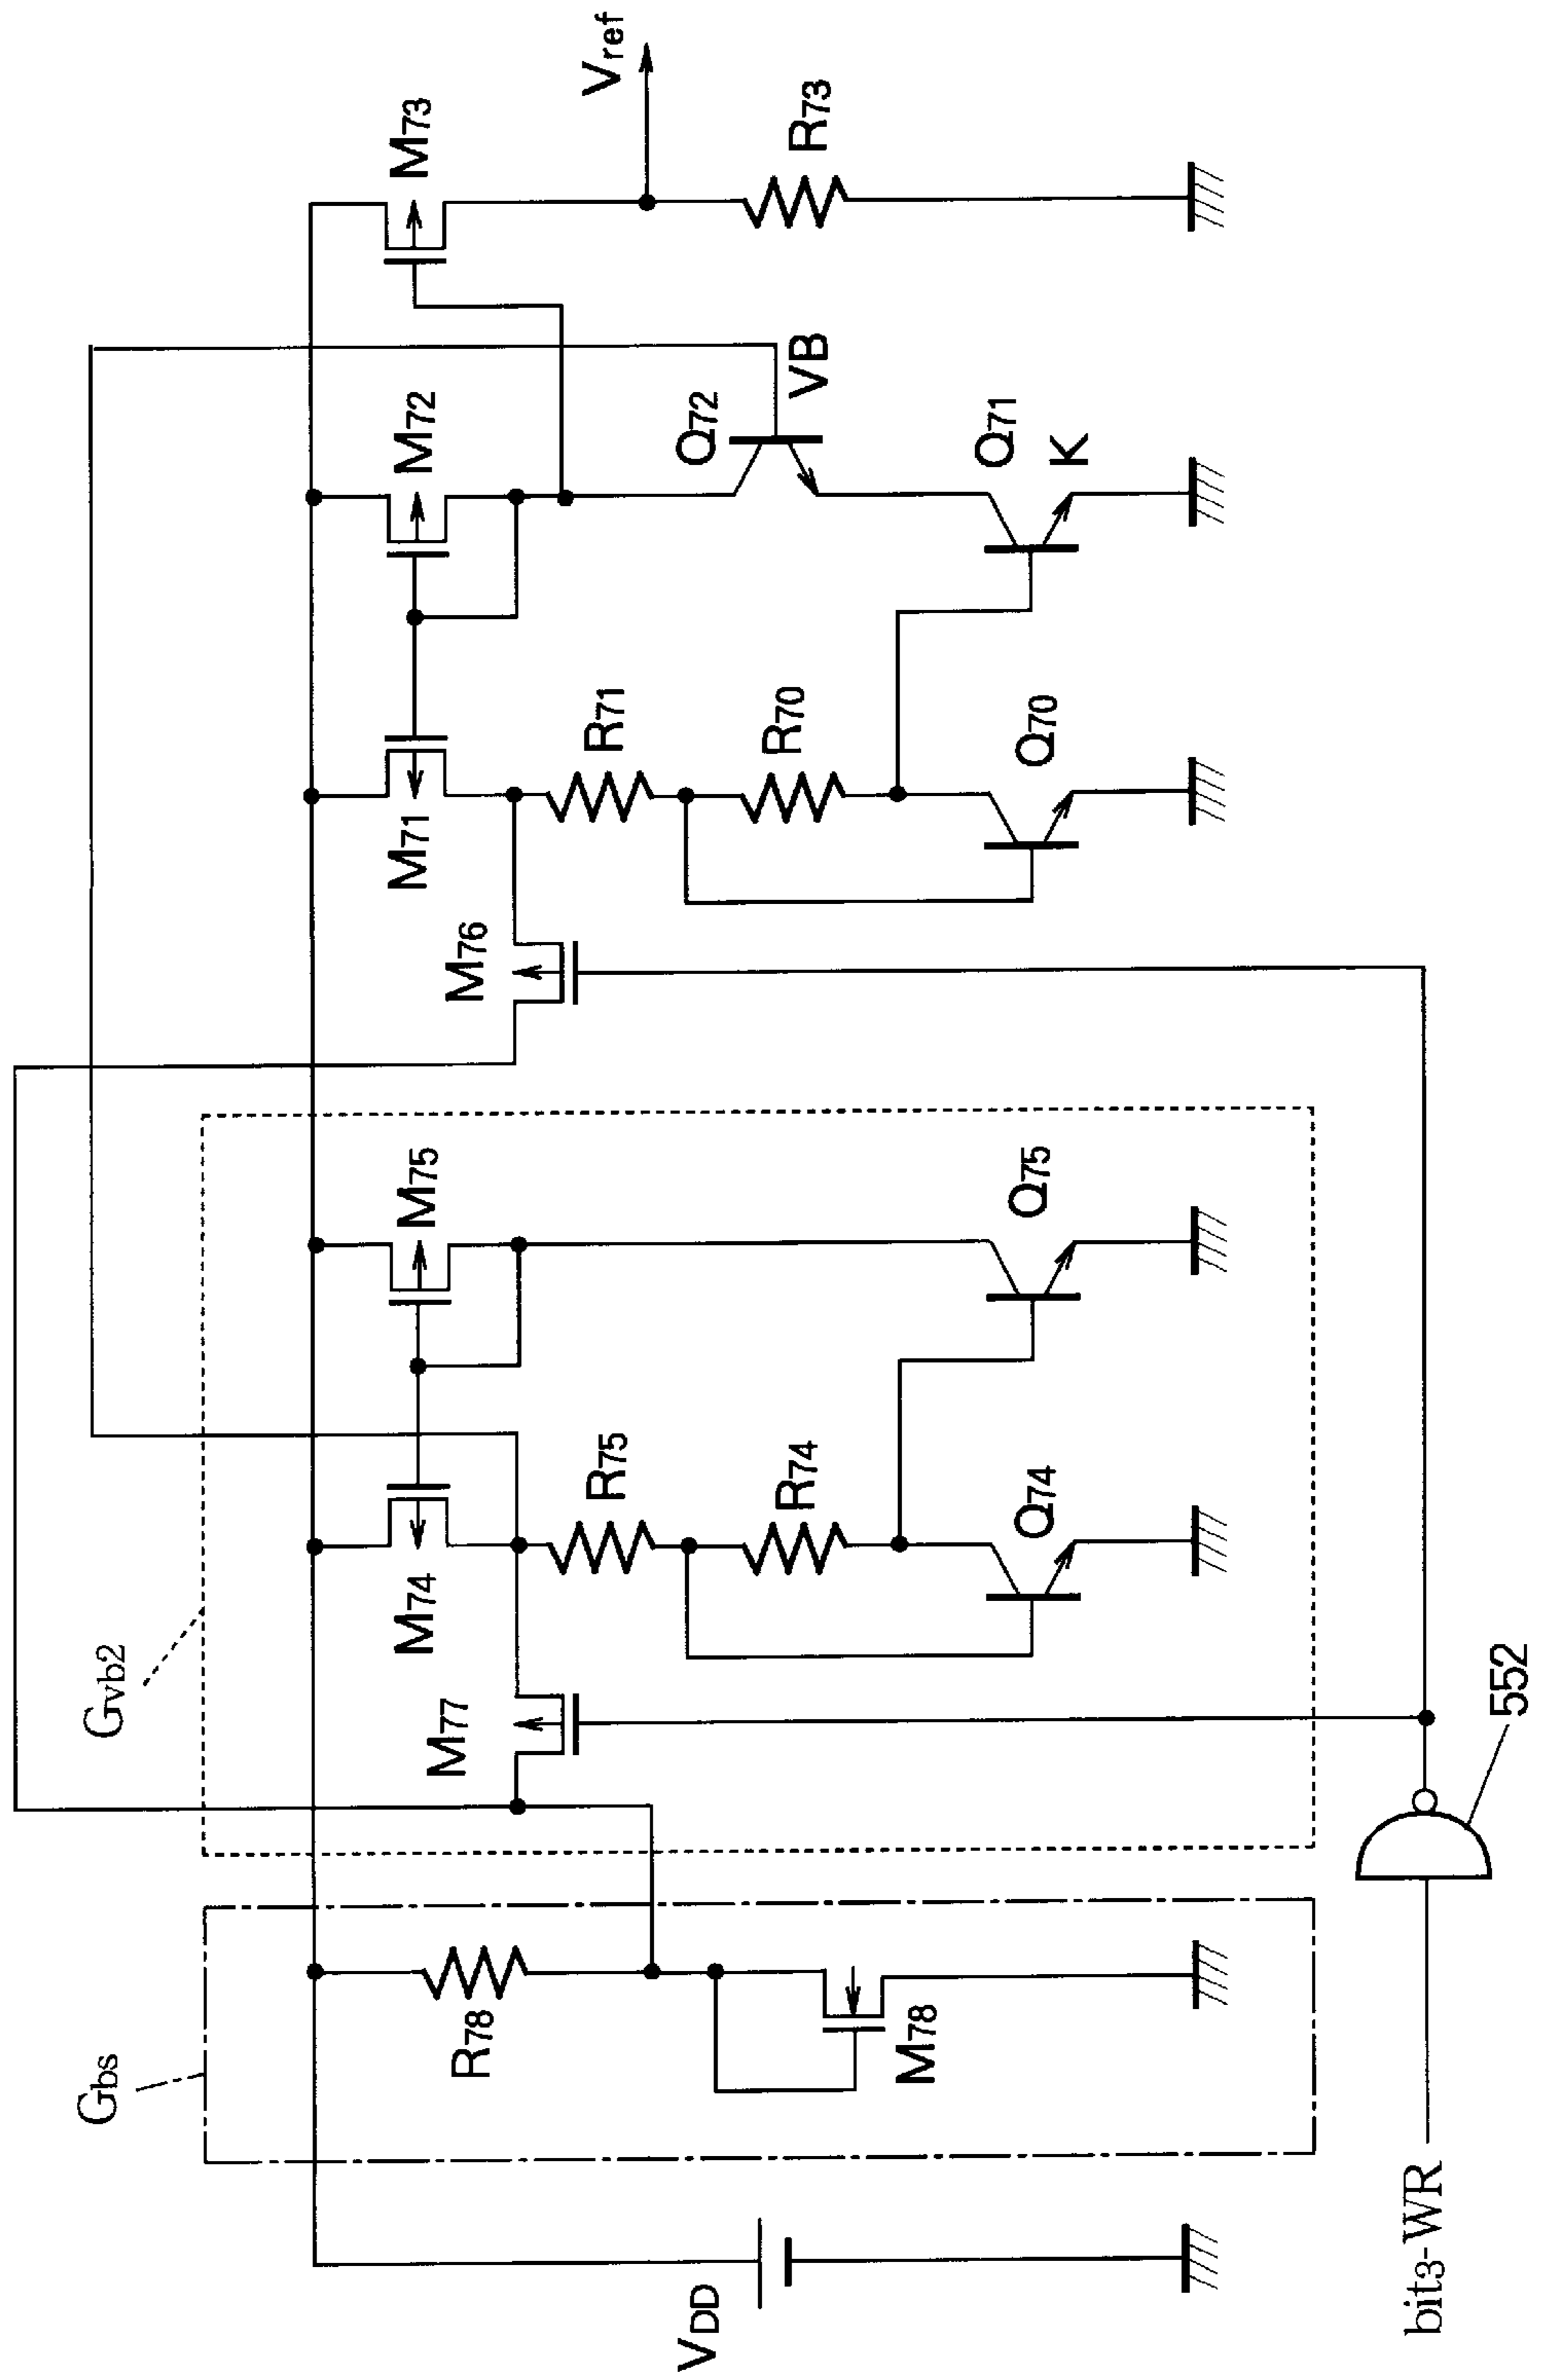 Vref
M73
R73
M72
VB
Q72
Q71
K
M71
R71
R70
Q70
M76
M75
Q75
Gvb2
M74
R75
R74
Q74
M77
552
Gbs
R78
M78
VDD
bit3-WR